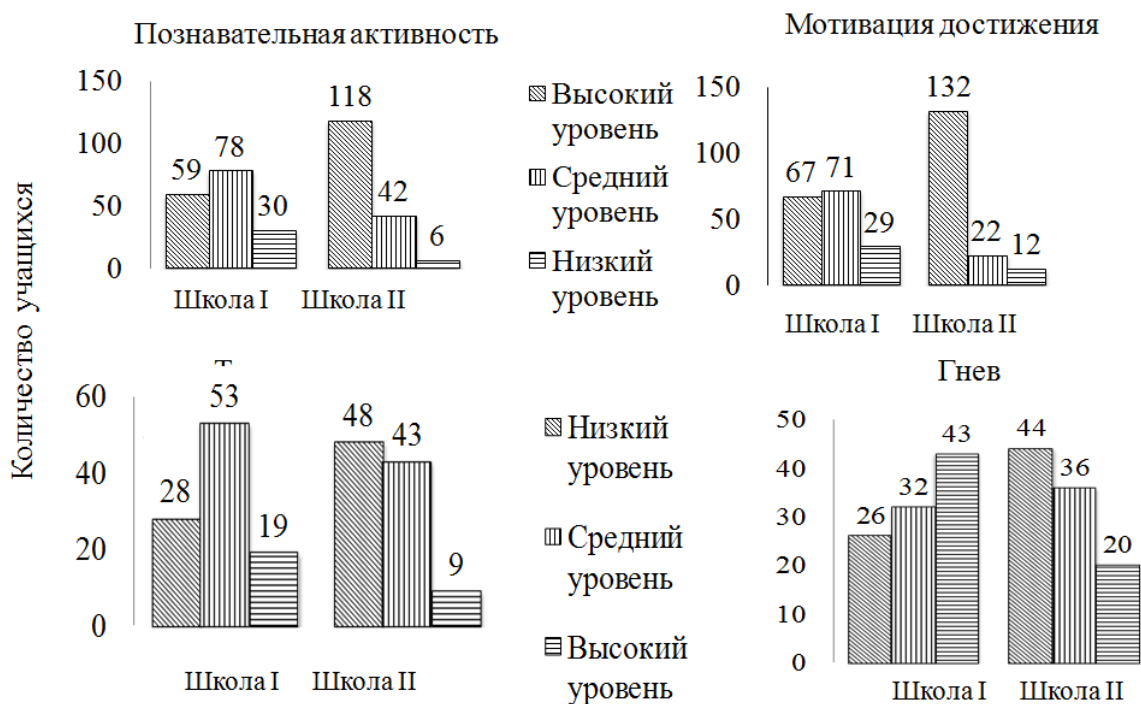 Познавательная активность
150
100
50
0
59
78
30
118
42
6
Школа I
Школа II
Высокий
уровень
Средний
уровень
Низкий
уровень
Мотивация достижения
150
100
50
0
67
71
29
132
22
12
Школа I
Школа II
Количество учащихся
60
40
20
0
28
53
19
48
43
9
Школа I
Школа II
Низкий
уровень
Средний
уровень
Высокий
уровень
Гнев
50
40
30
20
10
0
26
32
43
44
36
20
Школа I
Школа II